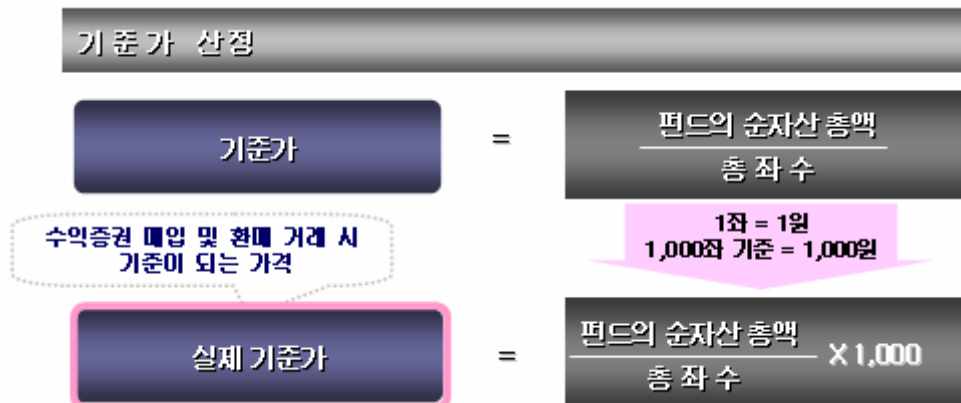 기준가 산정
기준가
=
펀드의 순자산 총액
총 좌 수
수익증권 매입 및 환매 거래 시
기준이 되는 가격
1좌 = 1원
1,000좌 기준 = 1,000원
실제 기준가
=
펀드의 순자산 총액
총 좌 수
X 1,000